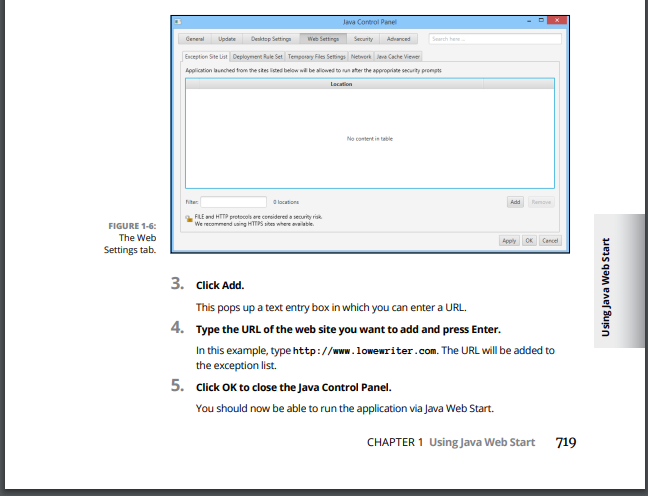 Java Control Panel
General Update Desktop Settings Web Settings Security Advanced Search here ...
Exception Site List Deployment Rule Set Temporary Files Settings Network Java Cache Viewer
Application launched from the sites listed below will be allowed to run after the appropriate security prompts
Location
No content in table
Filter: 0 locations Add Remove
FILE and HTTP protocols are considered a security risk.
We recommend using HTTPS sites where available.
Apply OK Cancel
FIGURE 1-6:
The Web
Settings tab.
3. Click Add.
This pops up a text entry box in which you can enter a URL.
4. Type the URL of the web site you want to add and press Enter.
In this example, type http://www.lowewriter.com. The URL will be added to
the exception list.
5. Click OK to close the Java Control Panel.
You should now be able to run the application via Java Web Start.
Using Java Web Start
CHAPTER 1 Using Java Web Start 719